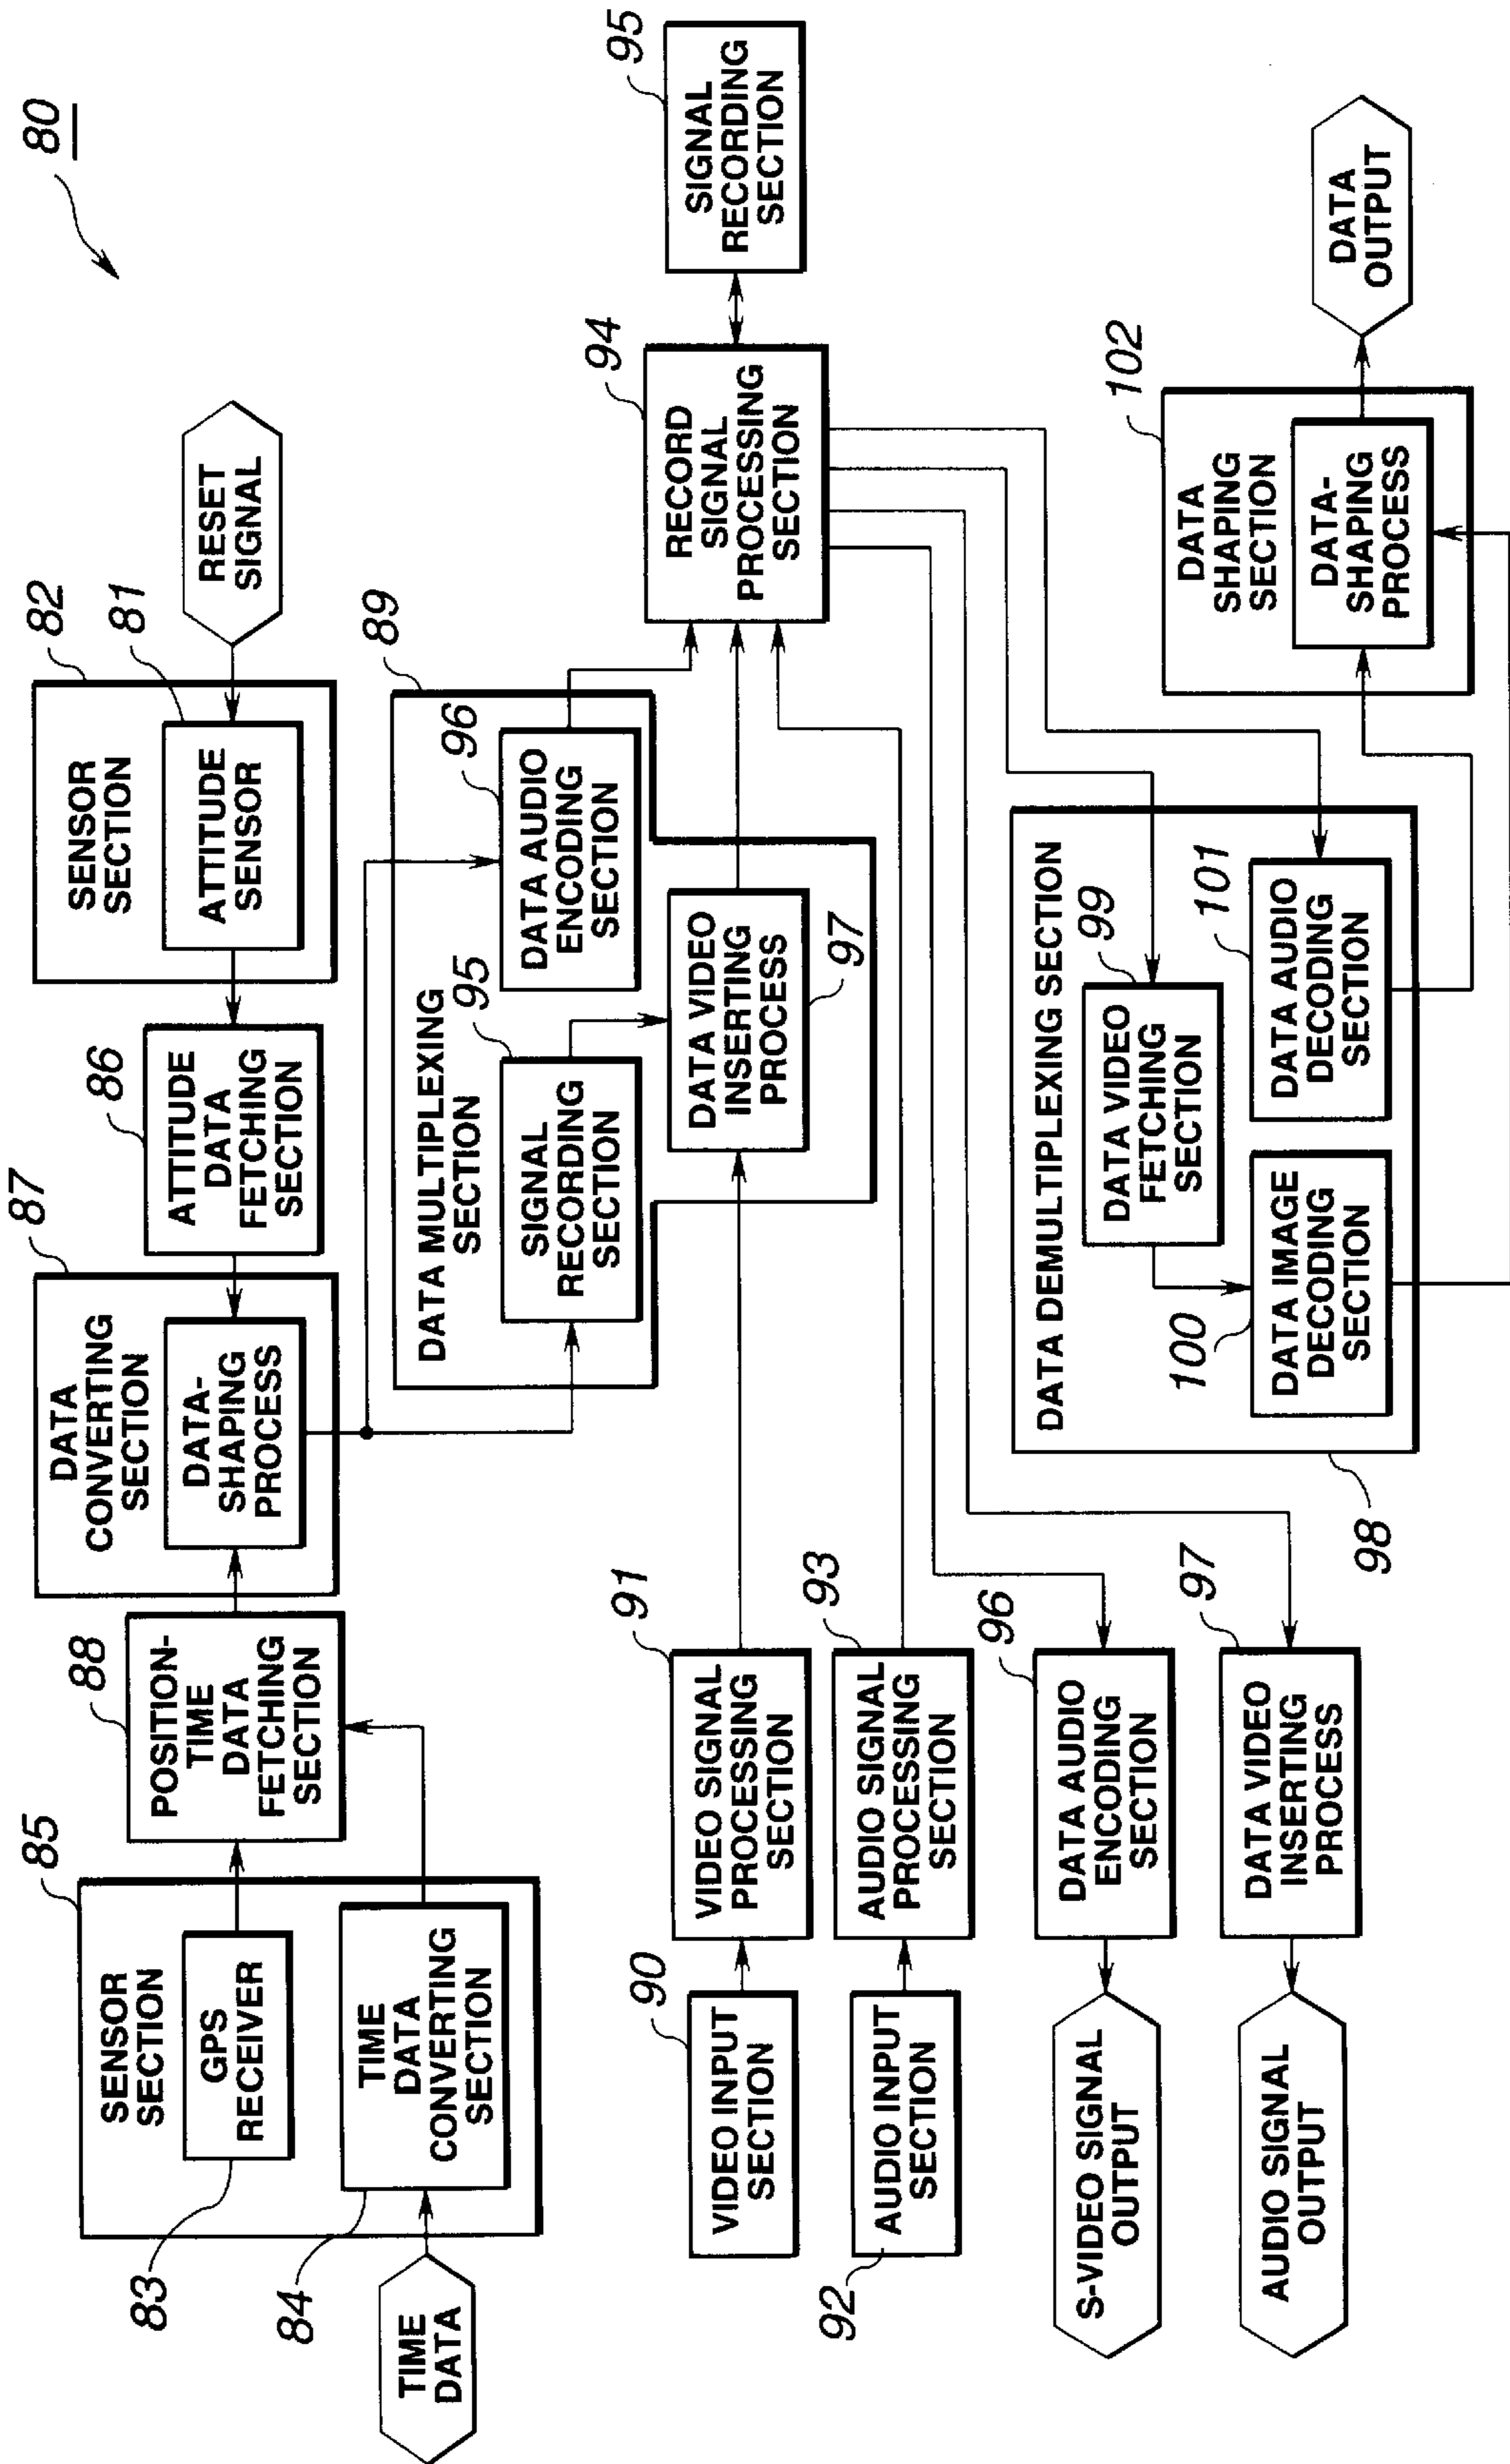 80
85
SENSOR
SECTION
GPS
RECEIVER
83
TIME
DATA
CONVERTING
SECTION
84
TIME
DATA
88
POSITION-
TIME
DATA
FETCHING
SECTION
87
DATA
CONVERTING
SECTION
DATA-
SHAPING
PROCESS
86
ATTITUDE
DATA
FETCHING
SECTION
82
SENSOR
SECTION
81
ATTITUDE
SENSOR
RESET
SIGNAL
89
DATA MULTIPLEXING
SECTION
95
SIGNAL
RECORDING
SECTION
96
DATA AUDIO
ENCODING
SECTION
DATA VIDEO
INSERTING
PROCESS
97
94
RECORD
SIGNAL
PROCESSING
SECTION
95
SIGNAL
RECORDING
SECTION
90
VIDEO INPUT
SECTION
91
VIDEO SIGNAL
PROCESSING
SECTION
92
AUDIO INPUT
SECTION
93
AUDIO SIGNAL
PROCESSING
SECTION
96
DATA AUDIO
ENCODING
SECTION
S-VIDEO SIGNAL
OUTPUT
97
DATA VIDEO
INSERTING
PROCESS
AUDIO SIGNAL
OUTPUT
DATA DEMULTIPLEXING SECTION
98
99
DATA VIDEO
FETCHING
SECTION
100
DATA IMAGE
DECODING
SECTION
101
DATA AUDIO
DECODING
SECTION
102
DATA
SHAPING
SECTION
DATA-
SHAPING
PROCESS
DATA
OUTPUT